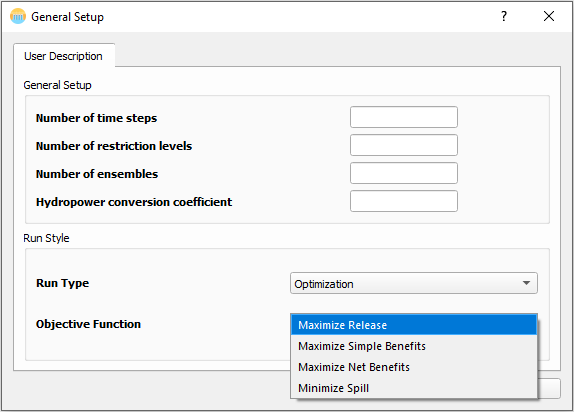 General Setup
User Description
General Setup
Number of time steps
Number of restriction levels
Number of ensembles
Hydropower conversion coefficient
Run Style
Run Type Optimization
Objective Function
Maximize Release
Maximize Simple Benefits
Maximize Net Benefits
Minimize Spill